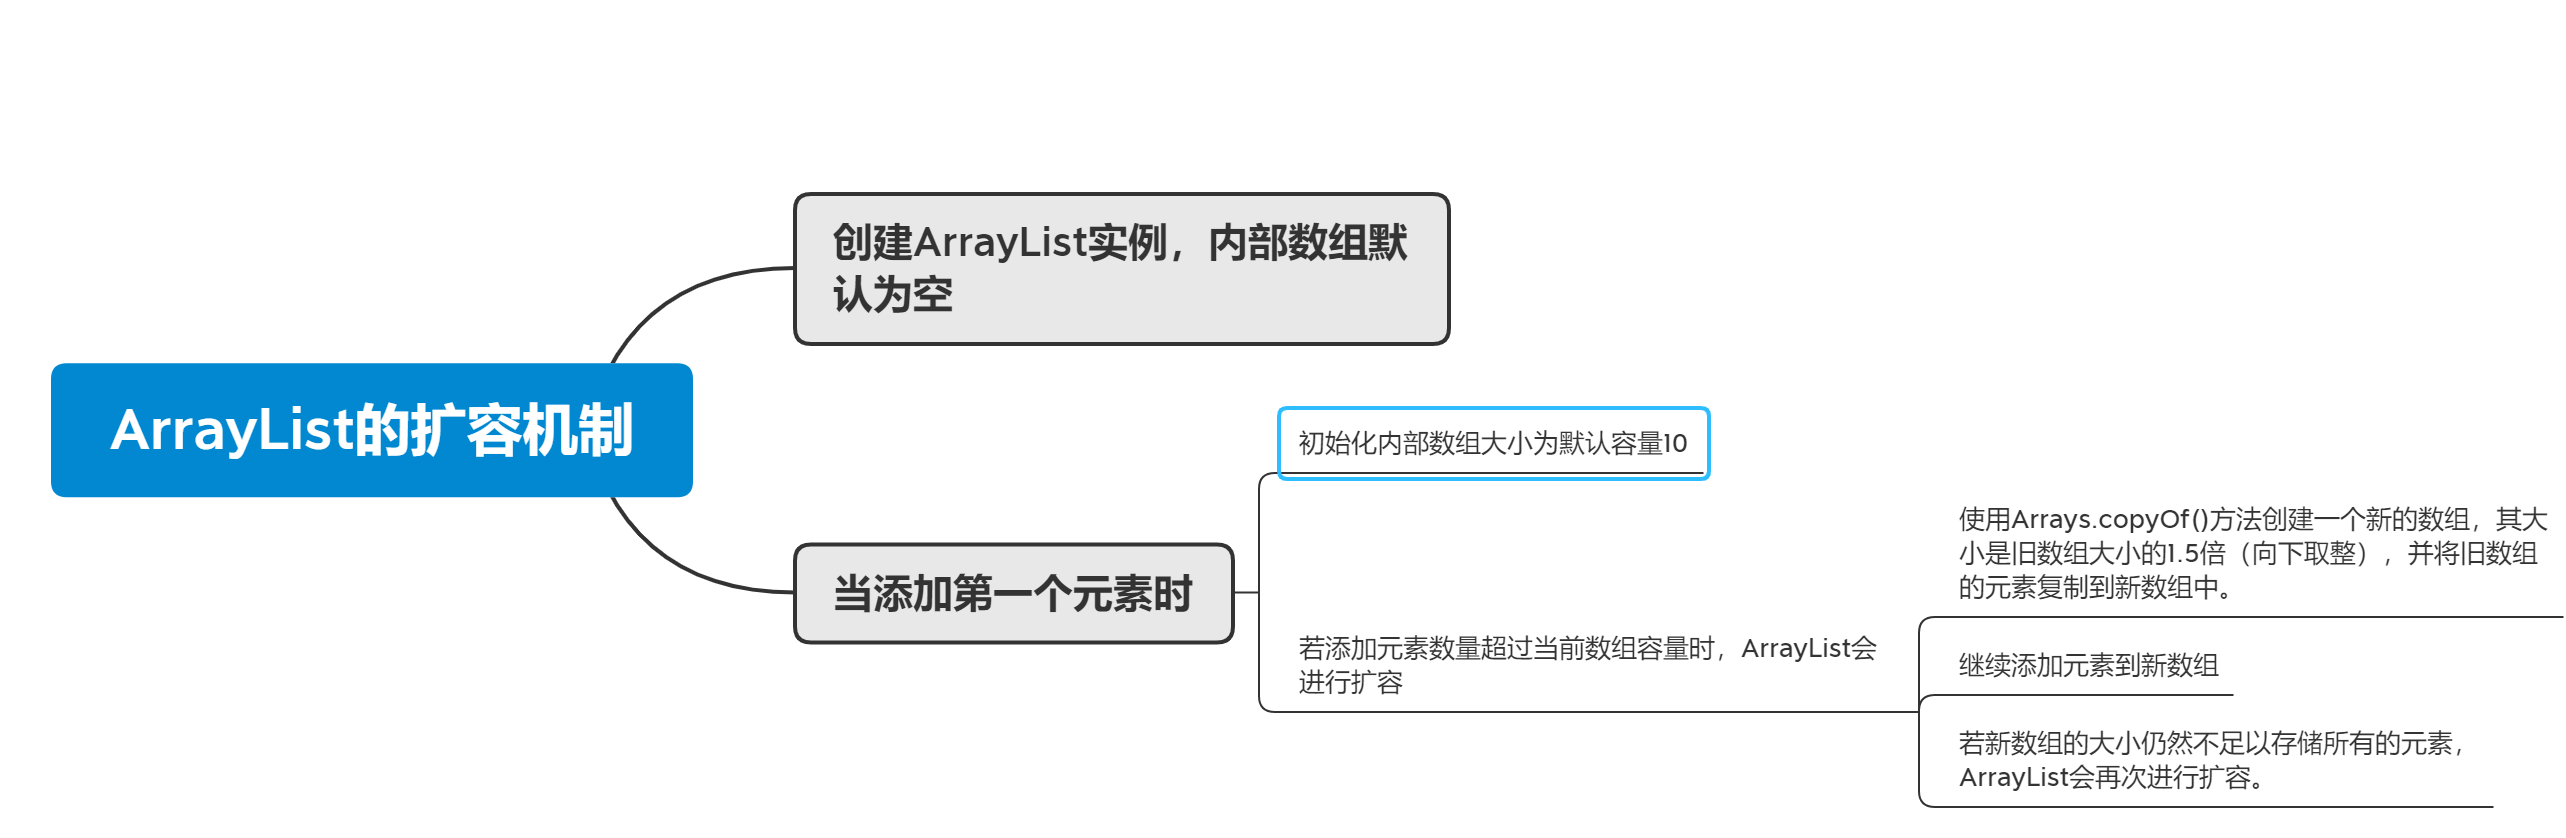 ArrayList的扩容机制
创建ArrayList实例，内部数组默
认为空
当添加第一个元素时
初始化内部数组大小为默认容量10
若添加元素数量超过当前数组容量时，ArrayList会
进行扩容
使用Arrays.copyOf()方法创建一个新的数组，其大
小是旧数组大小的1.5倍（向下取整），并将旧数组
的元素复制到新数组中。
继续添加元素到新数组
若新数组的大小仍然不足以存储所有的元素，
ArrayList会再次进行扩容。